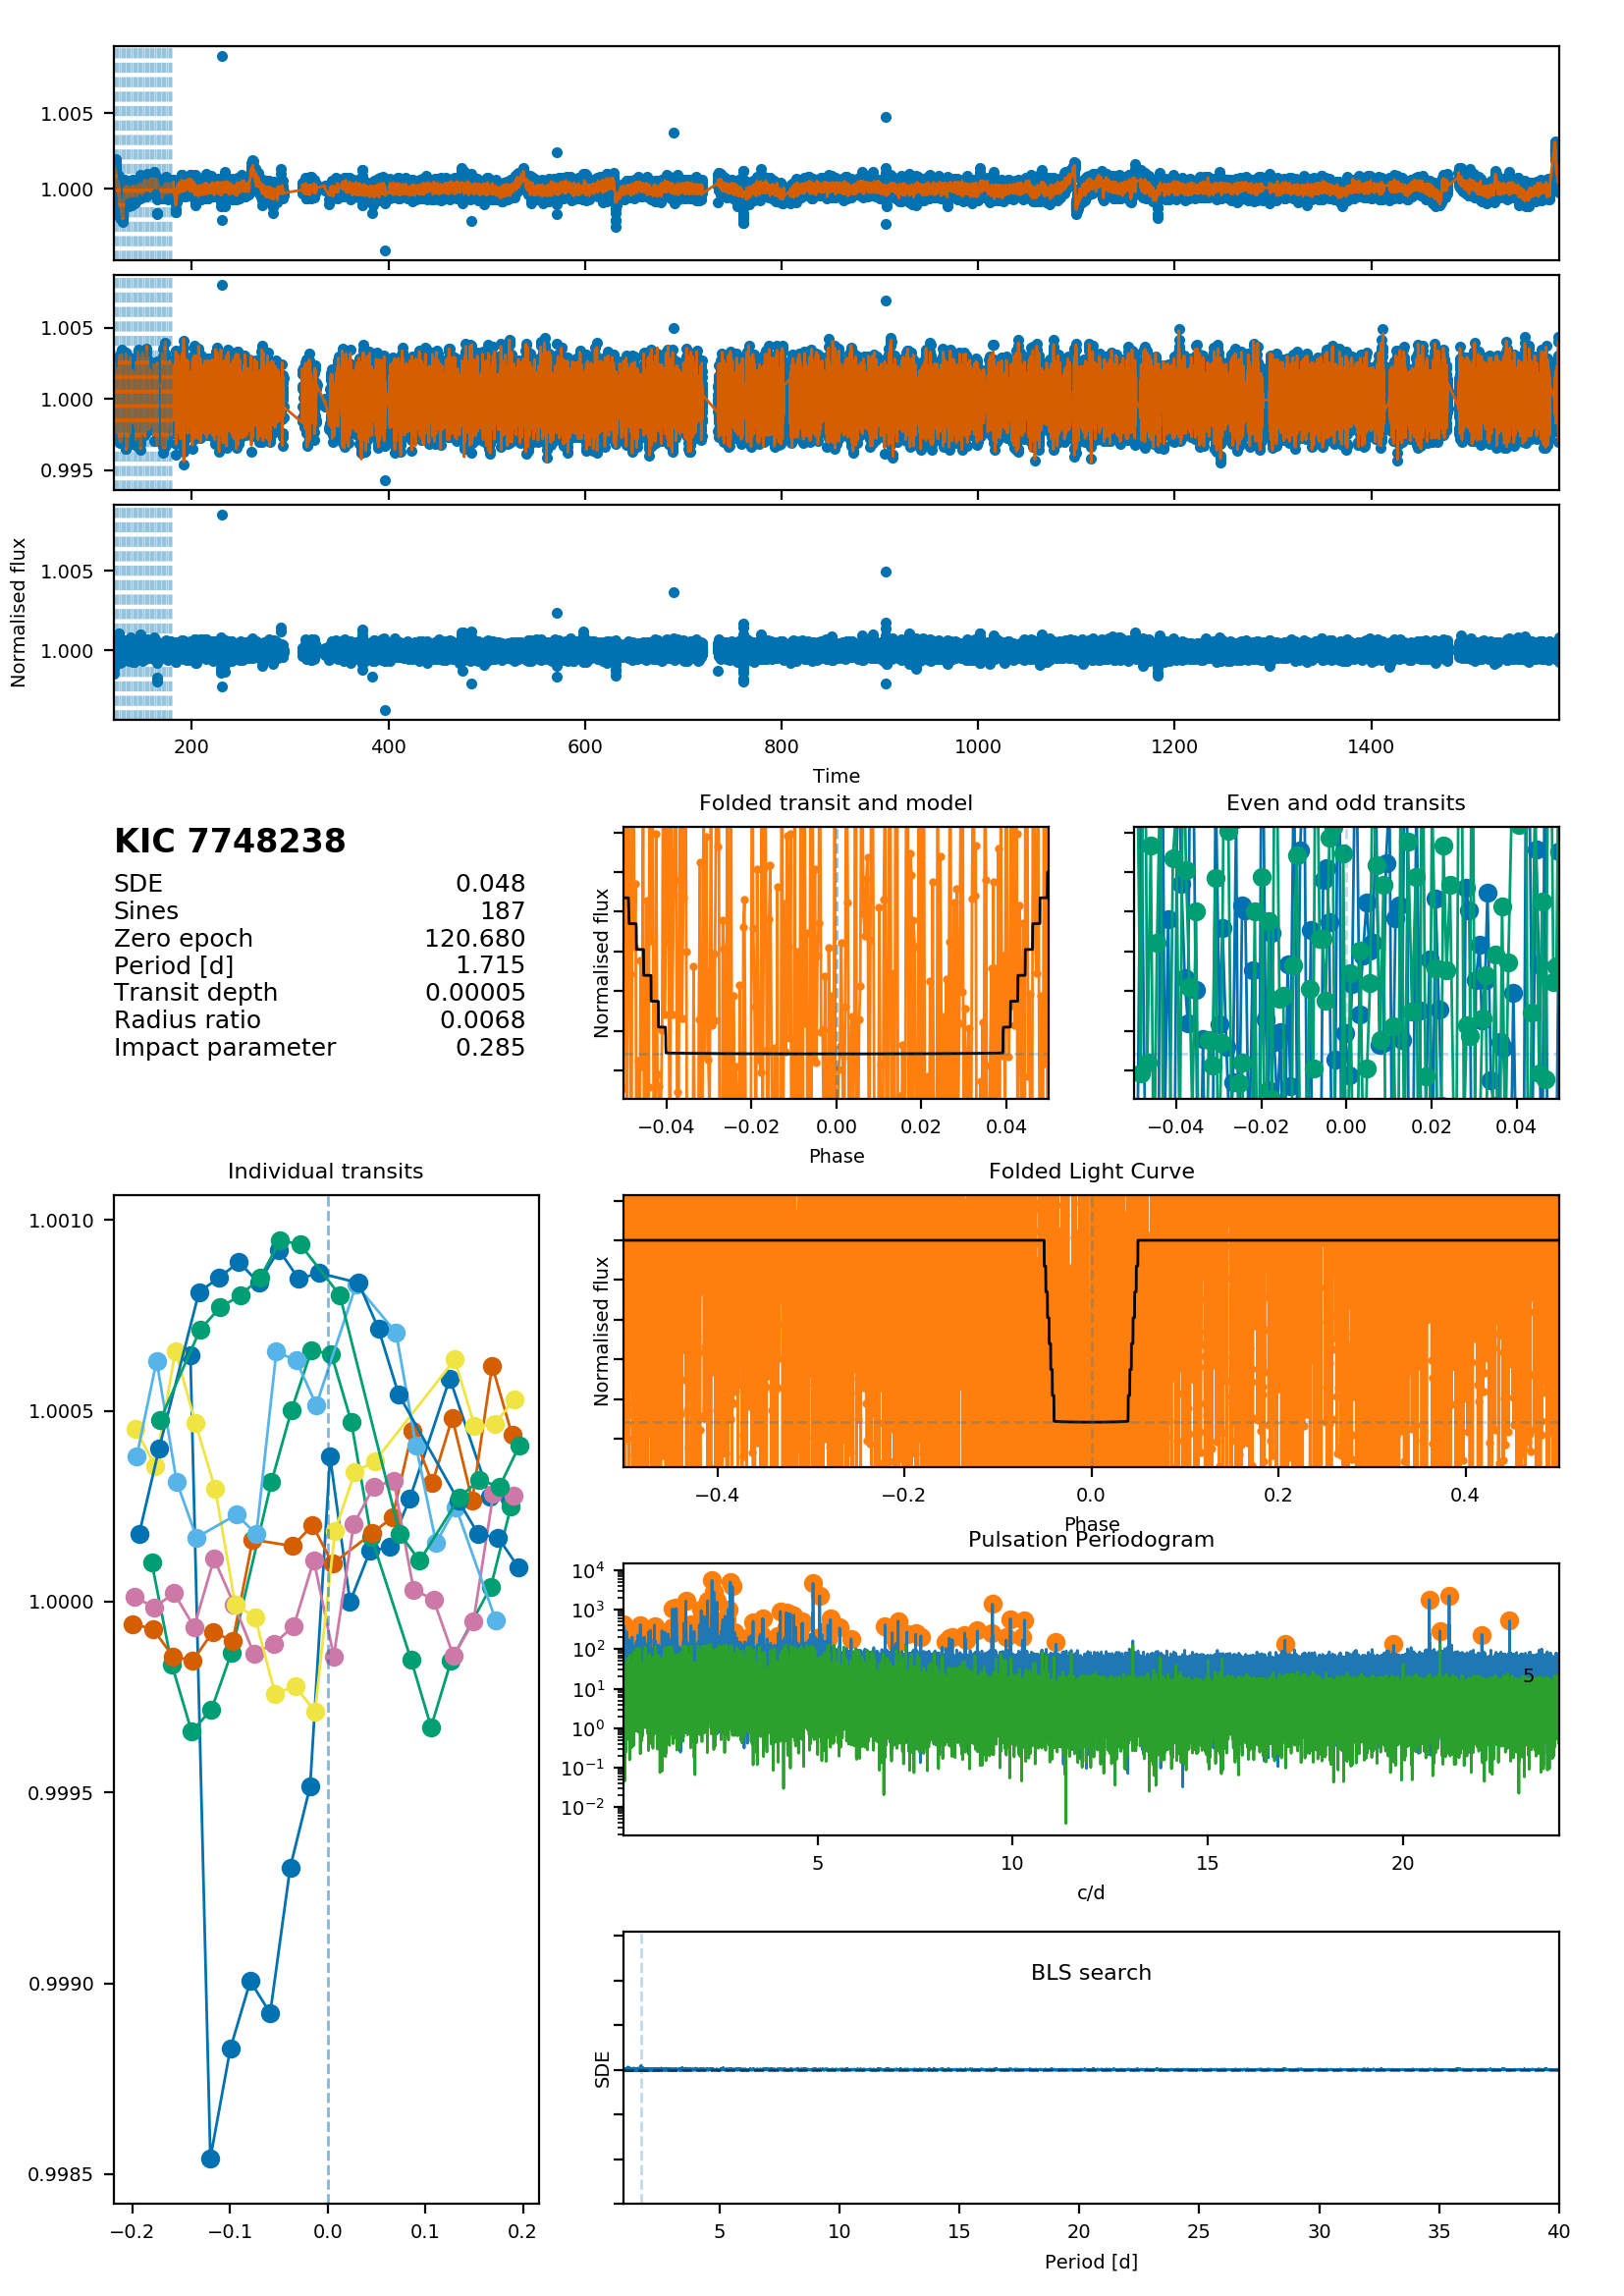 1.005
1.000
1.005
1.000
0.995
1.005
1.000
Normalised flux
200 400 600 800 1000 1200 1400
Time
KIC 7748238
SDE 0.048
Sines 187
Zero epoch 120.680
Period [d] 1.715
Transit depth 0.00005
Radius ratio 0.0068
Impact parameter 0.285
Folded transit and model
Normalised flux
−0.04 −0.02 0.00 0.02 0.04
Phase
Even and odd transits
−0.04 −0.02 0.00 0.02 0.04
Individual transits
1.0010
1.0005
1.0000
0.9995
0.9990
0.9985
−0.2 −0.1 0.0 0.1 0.2
Folded Light Curve
Normalised flux
−0.4 −0.2 0.0 0.2 0.4
Phase
Pulsation Periodogram
10⁴
10³
10²
10¹
10⁰
10⁻¹
10⁻²
5
5 10 15 20
c/d
BLS search
SDE
5 10 15 20 25 30 35 40
Period [d]